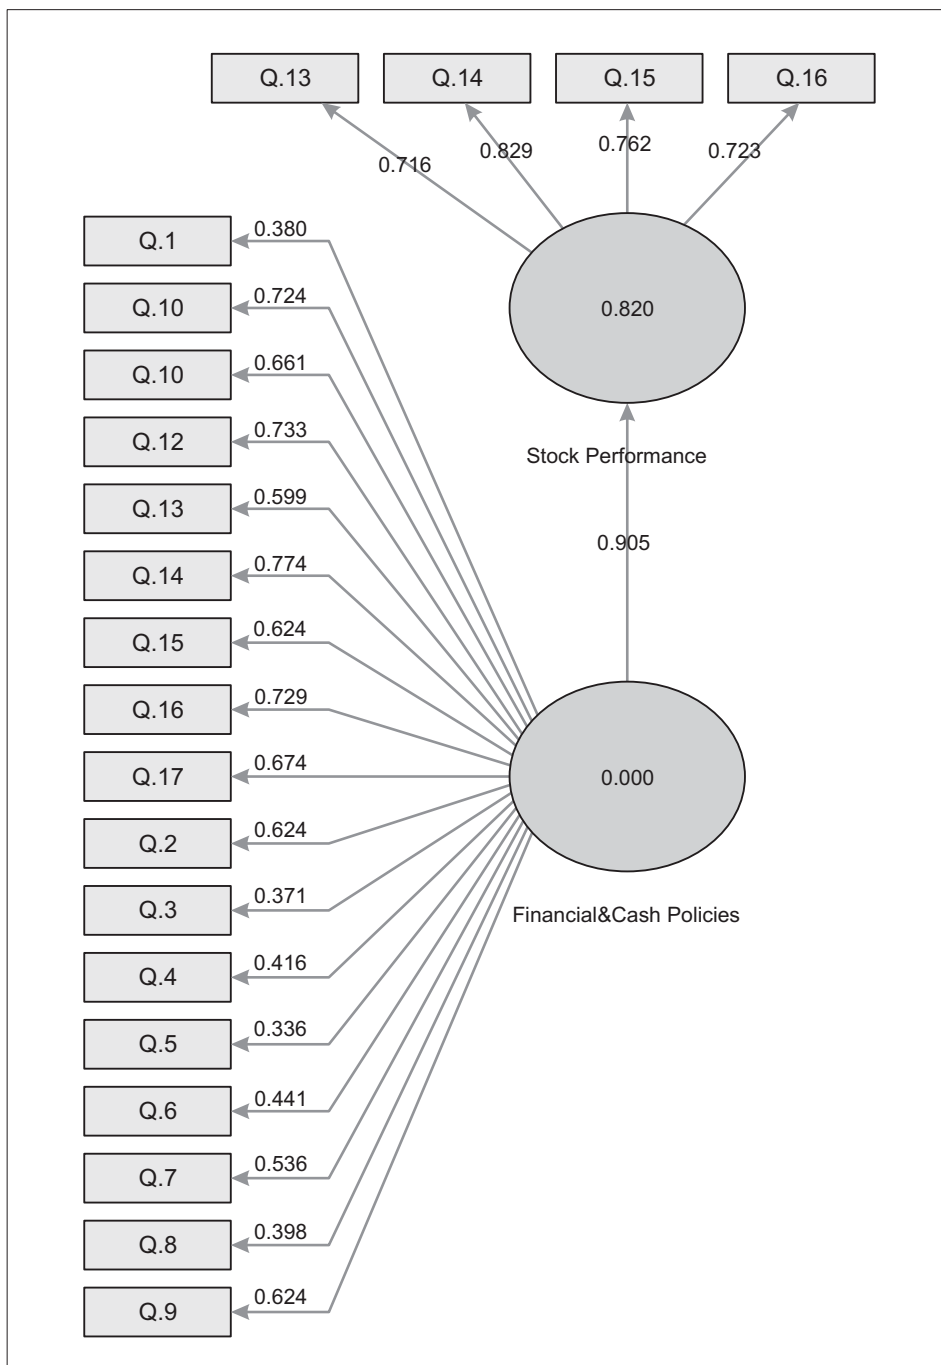 Q.13 Q.14 Q.15 Q.16
0.716 0.829 0.762 0.723
Q.1 0.380
Q.10 0.724
0.820
Q.10 0.661
Q.12 0.733
Stock Performance
Q.13 0.599
0.905
Q.14 0.774
Q.15 0.624
Q.16 0.729
Q.17 0.674
0.000
Q.2 0.624
Q.3 0.371
Financial&Cash Policies
Q.4 0.416
Q.5 0.336
Q.6 0.441
Q.7 0.536
Q.8 0.398
Q.9 0.624